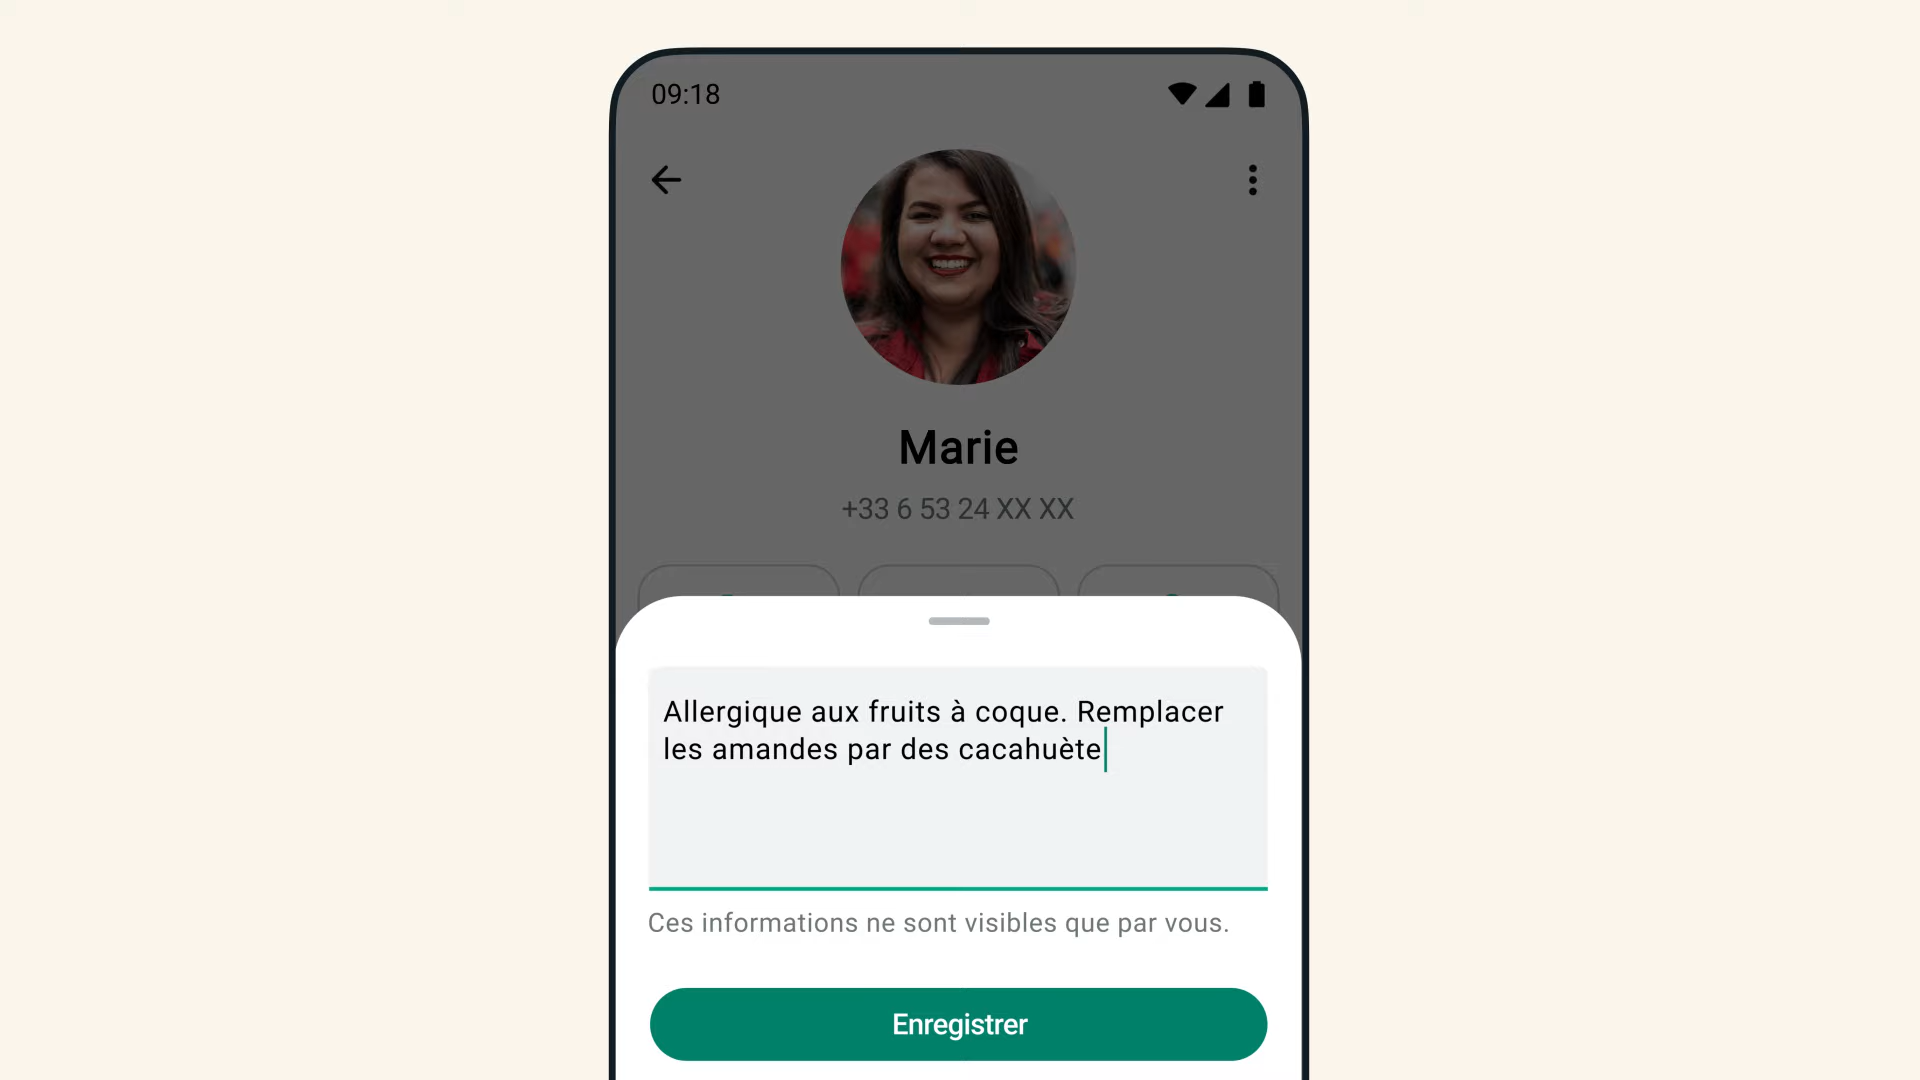 09:18
Marie
+33 6 53 24 XX XX
Allergique aux fruits à coque. Remplacer
les amandes par des cacahuète
Ces informations ne sont visibles que par vous.
Enregistrer